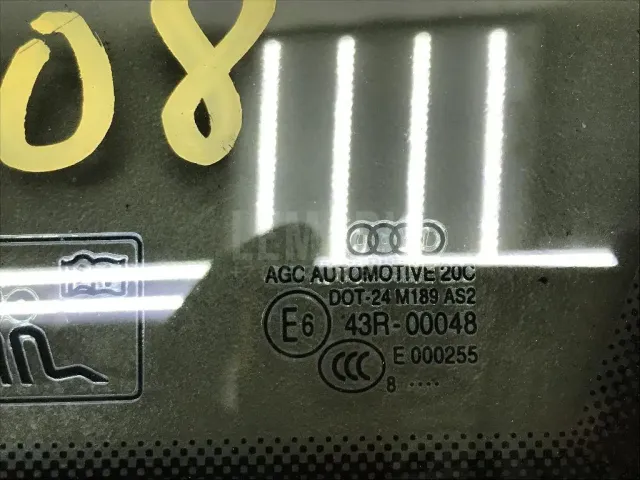 08
AGC AUTOMOTIVE 20C
DOT-24 M189 AS2
E6 43R-00048
CCC E 000255
8 ....